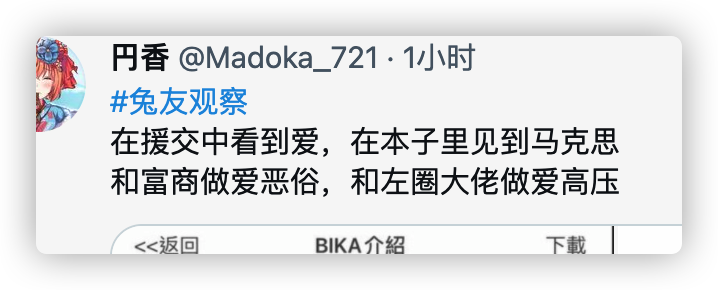 円香 @Madoka_721 · 1小时
#兔友观察
在援交中看到爱，在本子里见到马克思
和富商做爱恶俗，和左圈大佬做爱高压
<<返回 BIKA介紹 下載